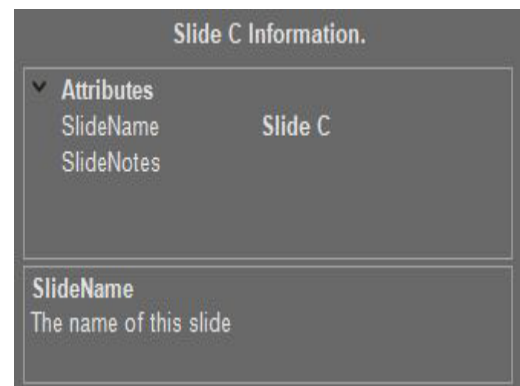 Slide C Information.
Attributes
SlideName Slide C
SlideNotes
SlideName
The name of this slide